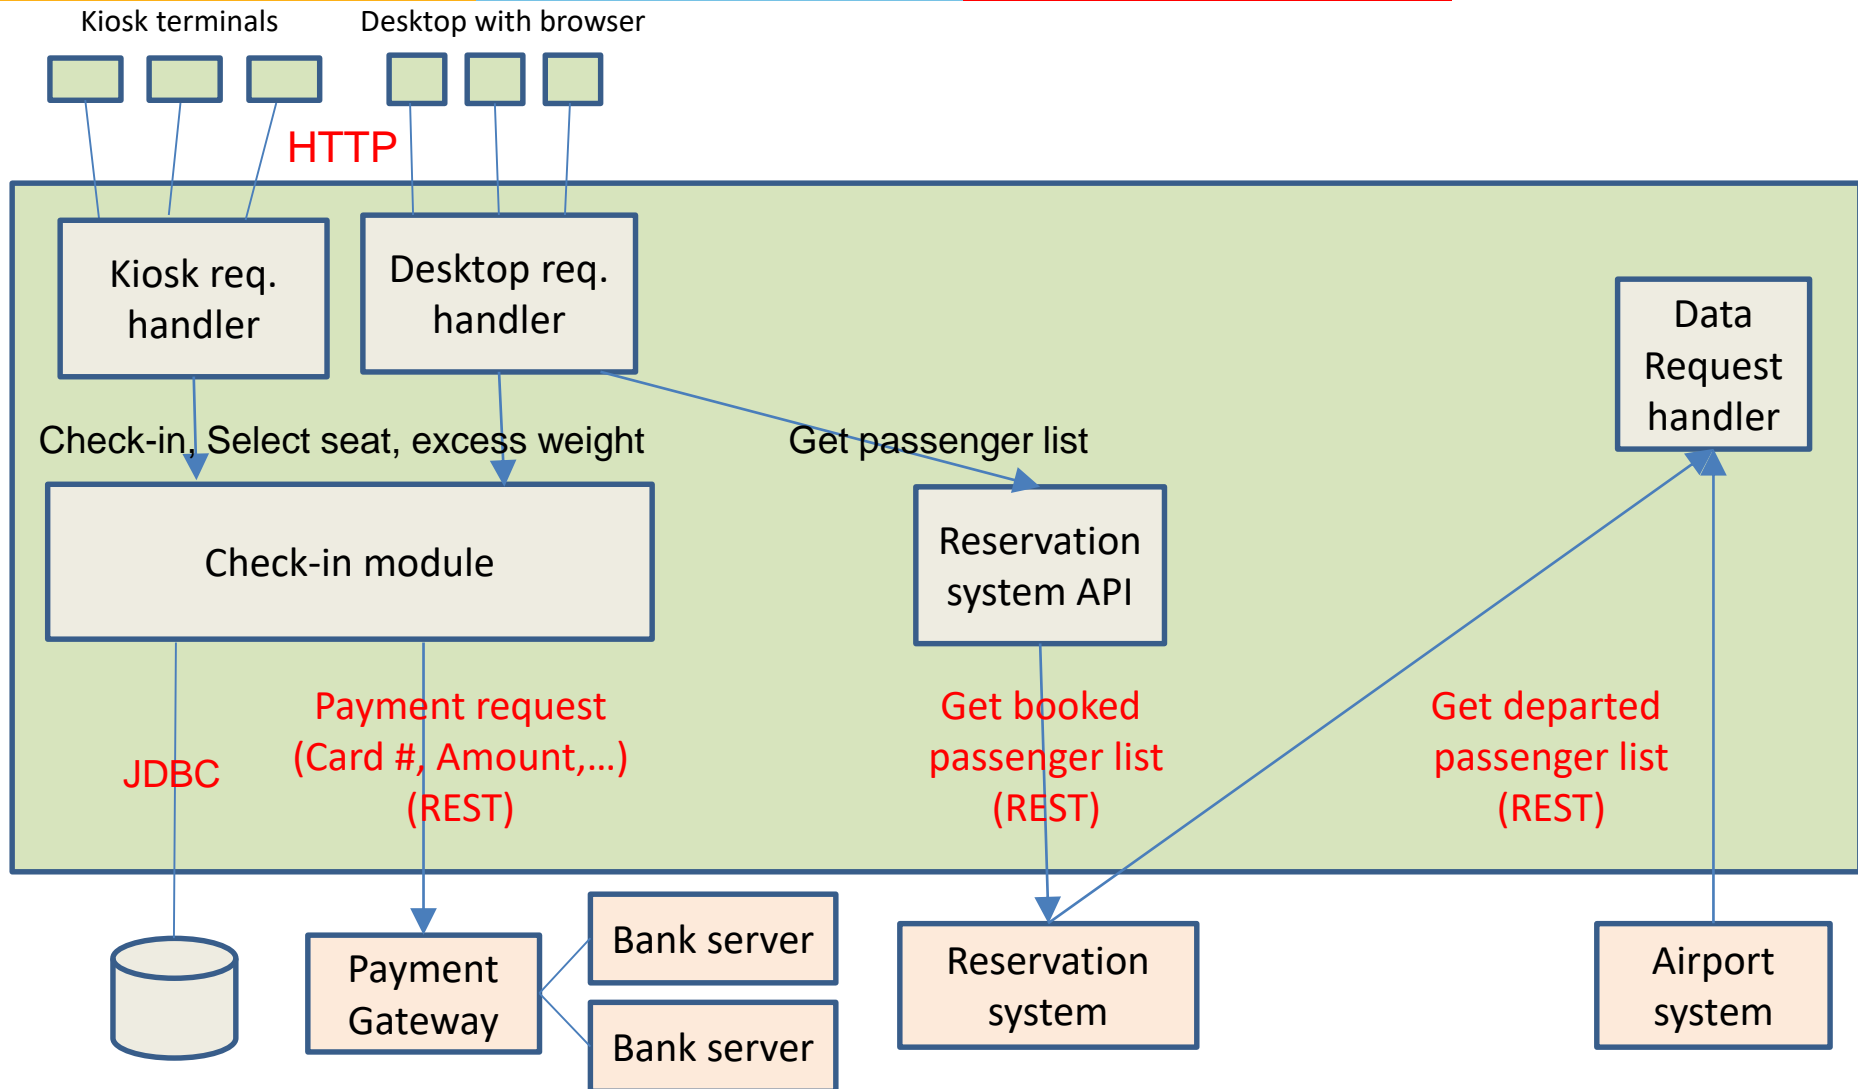 Kiosk terminals
Desktop with browser
HTTP
Kiosk req.
handler
Desktop req.
handler
Data
Request
handler
Check-in, Select seat, excess weight
Get passenger list
Check-in module
Reservation
system API
Payment request
(Card #, Amount,...)
(REST)
JDBC
Get booked
passenger list
(REST)
Get departed
passenger list
(REST)
Payment
Gateway
Bank server
Bank server
Reservation
system
Airport
system